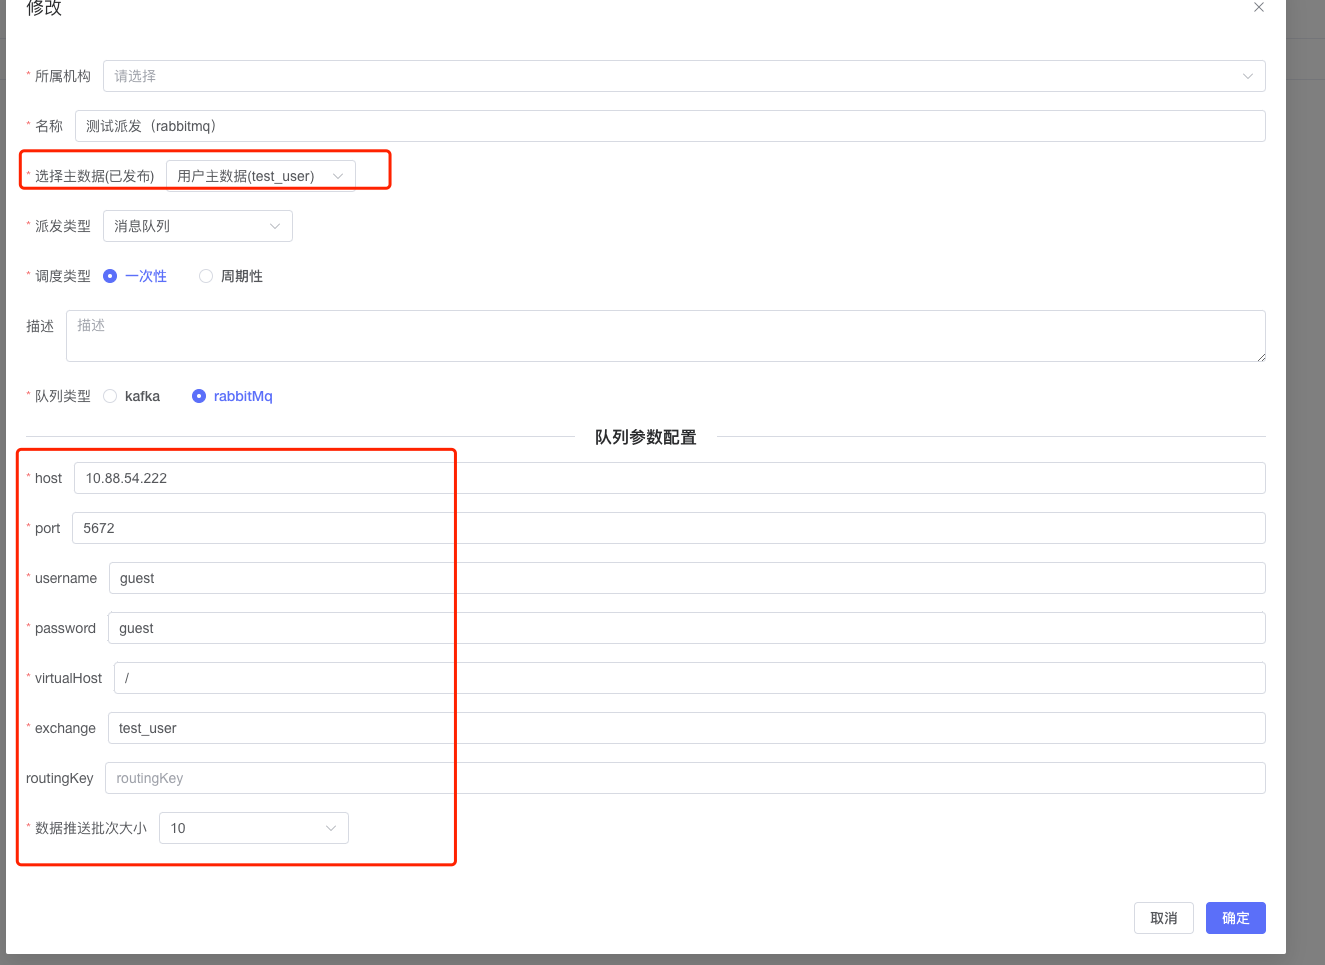 修改
* 所属机构 请选择
* 名称 测试派发（rabbitmq）
* 选择主数据(已发布) 用户主数据(test_user)
* 派发类型 消息队列
* 调度类型 一次性 周期性
描述 描述
* 队列类型 kafka rabbitMq
队列参数配置
* host 10.88.54.222
* port 5672
* username guest
* password guest
* virtualHost /
* exchange test_user
routingKey routingKey
* 数据推送批次大小 10
取消 确定